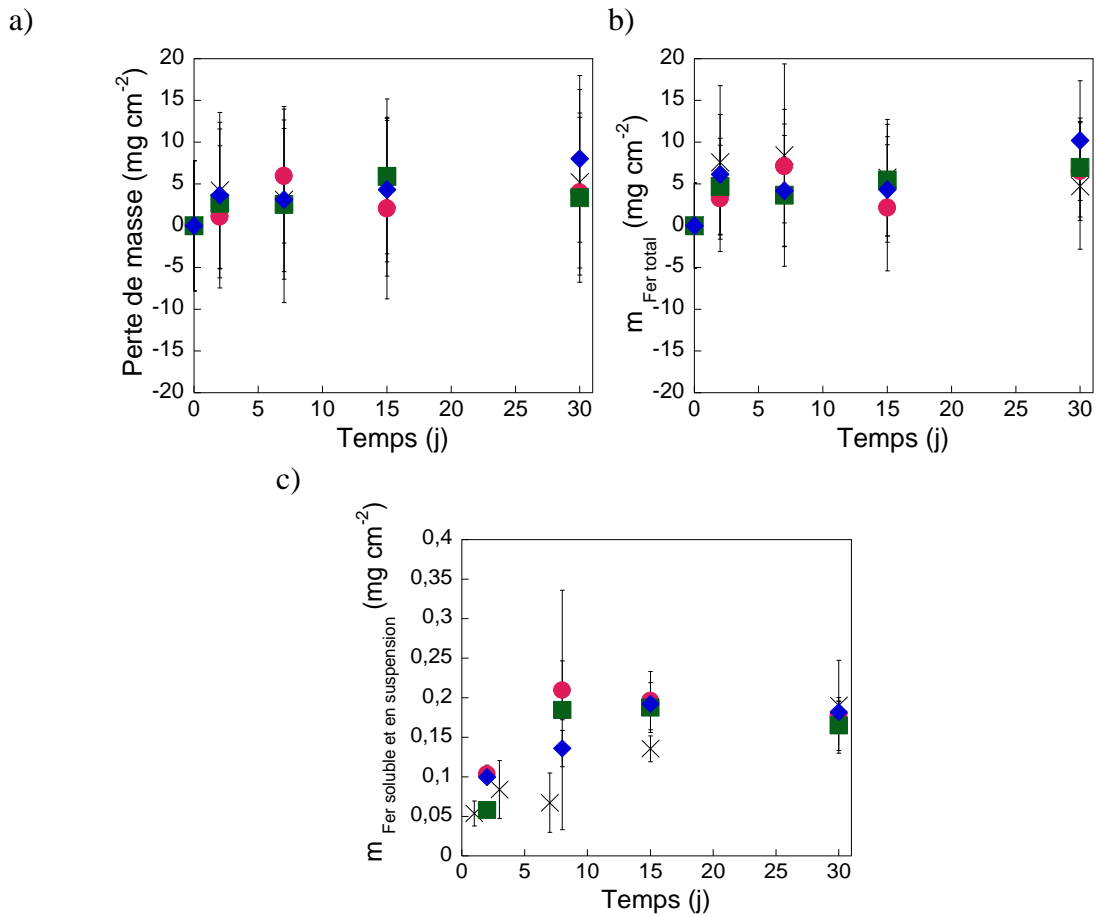 a)
b)
Perte de masse (mg cm-2)
20
15
10
5
0
-5
-10
-15
-20
0 5 10 15 20 25 30
Temps (j)
m Fer total (mg cm-2)
20
15
10
5
0
-5
-10
-15
-20
0 5 10 15 20 25 30
Temps (j)
c)
m Fer soluble et en suspension (mg cm-2)
0,4
0,35
0,3
0,25
0,2
0,15
0,1
0,05
0
0 5 10 15 20 25 30
Temps (j)